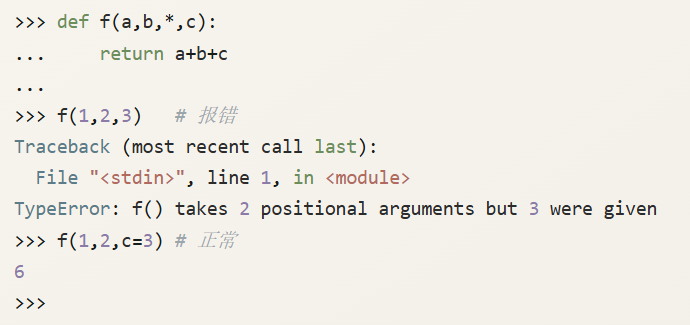 >>> def f(a,b,*,c):
...     return a+b+c
...
>>> f(1,2,3)   # 报错
Traceback (most recent call last):
  File "<stdin>", line 1, in <module>
TypeError: f() takes 2 positional arguments but 3 were given
>>> f(1,2,c=3) # 正常
6
>>>